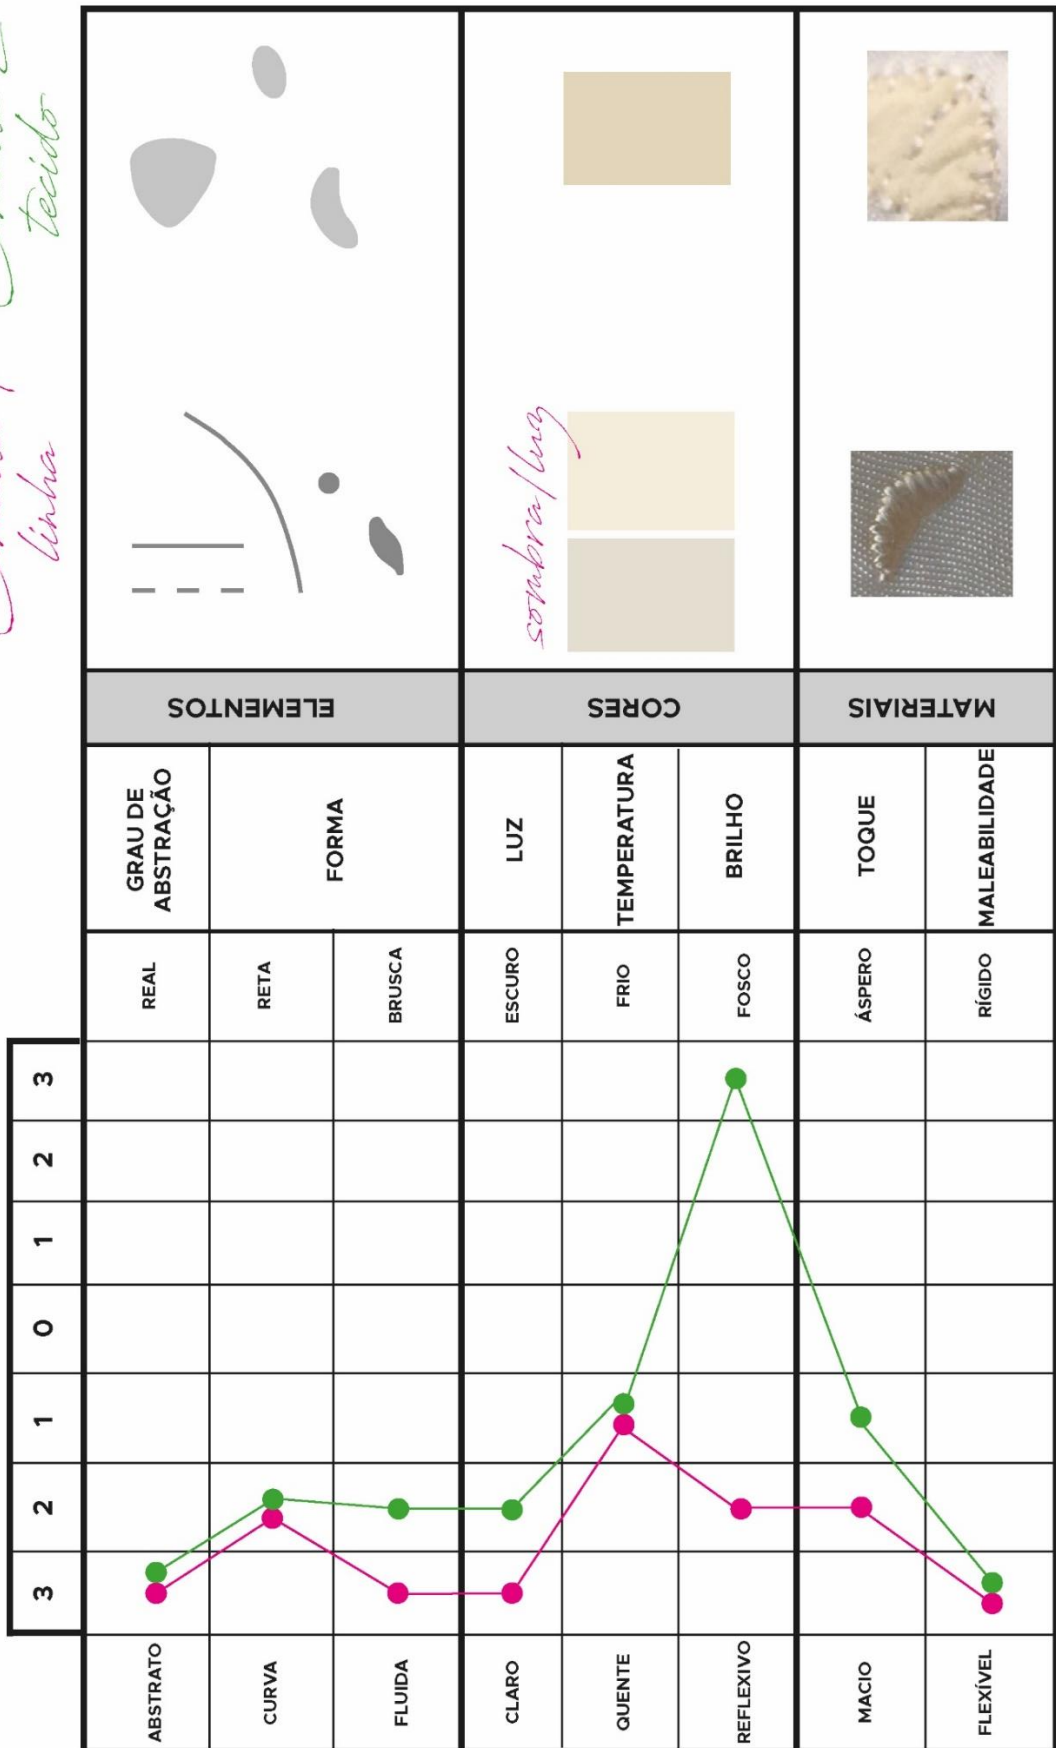 3 2 1 0 1 2 3
linha
tecido
ABSTRATO
REAL
GRAU DE
ABSTRAÇÃO
CURVA
RETA
FORMA
FLUIDA
BRUSCA
ELEMENTOS
CLARO
ESCURO
LUZ
sombra/luz
QUENTE
FRIO
TEMPERATURA
REFLEXIVO
FOSCO
BRILHO
CORES
MACIO
ÁSPERO
TOQUE
FLEXÍVEL
RÍGIDO
MALEABILIDADE
MATERIAIS